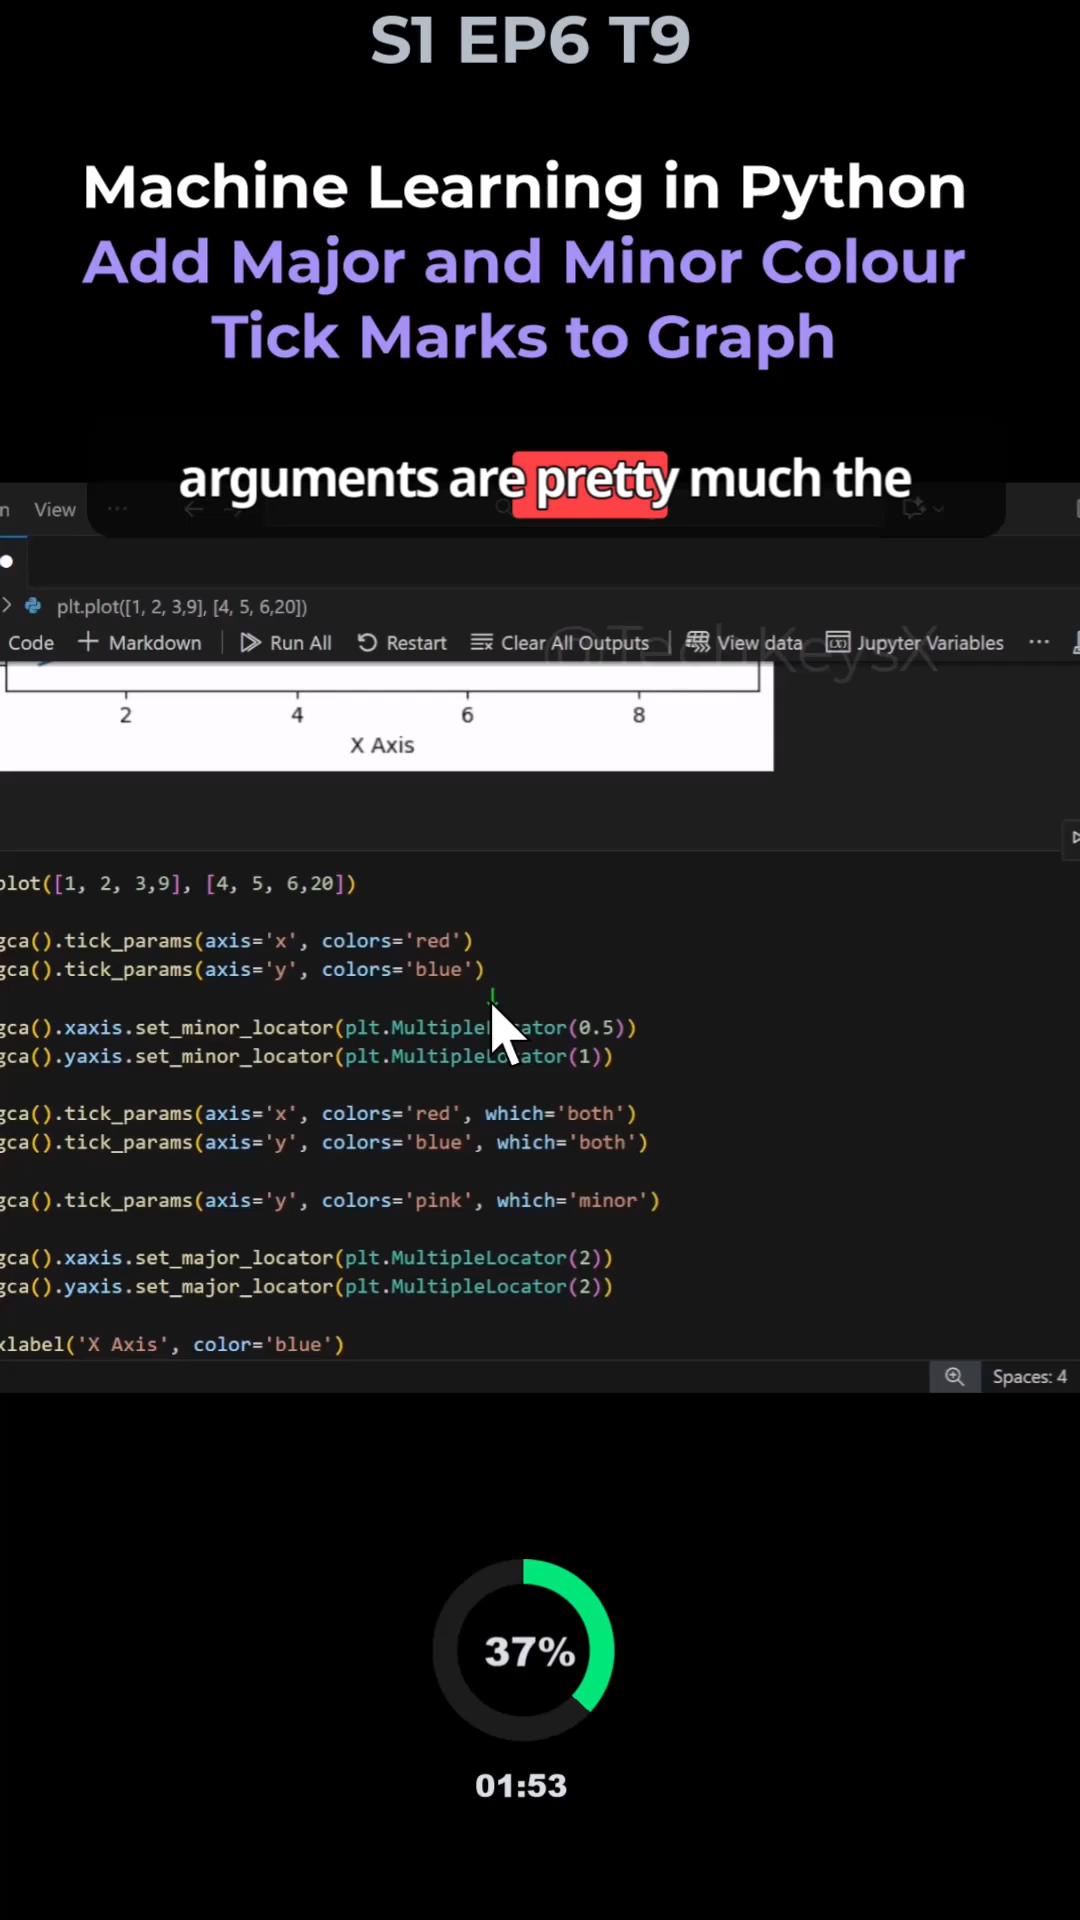 S1 EP6 T9
Machine Learning in Python
Add Major and Minor Colour
Tick Marks to Graph
arguments are pretty much the
n View ...
> plt.plot([1, 2, 3,9], [4, 5, 6,20])
Code + Markdown Run All Restart Clear All Outputs View data Jupyter Variables ...
@TechKeysX
2 4 6 8
X Axis
plot([1, 2, 3,9], [4, 5, 6,20])
gca().tick_params(axis='x', colors='red')
gca().tick_params(axis='y', colors='blue')
gca().xaxis.set_minor_locator(plt.MultipleLocator(0.5))
gca().yaxis.set_minor_locator(plt.MultipleLocator(1))
gca().tick_params(axis='x', colors='red', which='both')
gca().tick_params(axis='y', colors='blue', which='both')
gca().tick_params(axis='y', colors='pink', which='minor')
gca().xaxis.set_major_locator(plt.MultipleLocator(2))
gca().yaxis.set_major_locator(plt.MultipleLocator(2))
xlabel('X Axis', color='blue')
Spaces: 4
37%
01:53